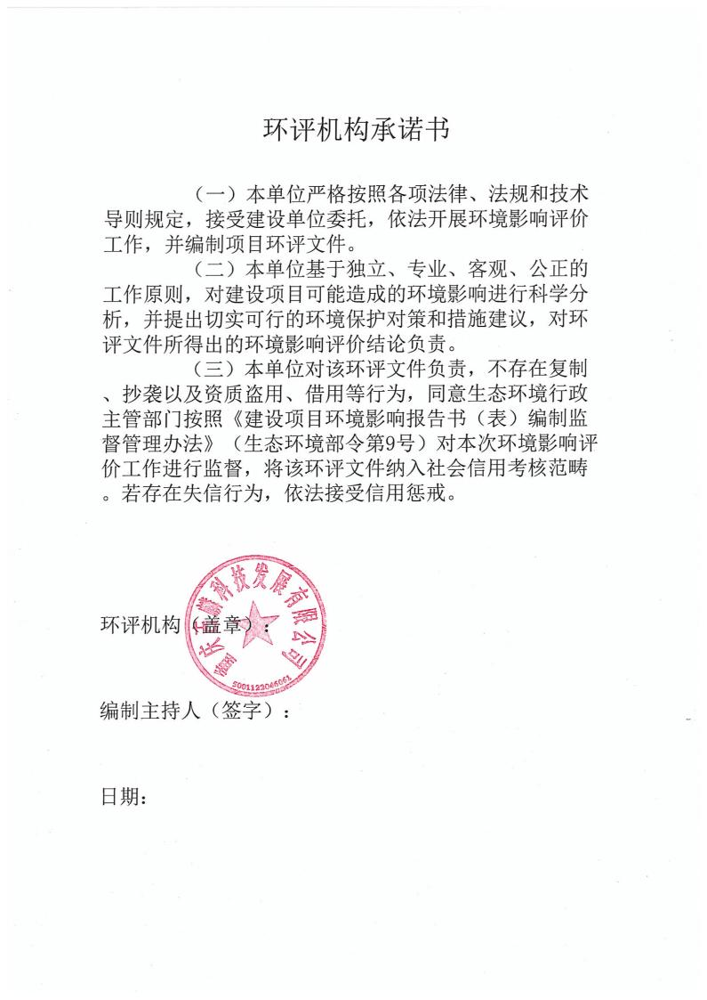 环评机构承诺书
（一）本单位严格按照各项法律、法规和技术
导则规定，接受建设单位委托，依法开展环境影响评价
工作，并编制项目环评文件。
（二）本单位基于独立、专业、客观、公正的
工作原则，对建设项目可能造成的环境影响进行科学分
析，并提出切实可行的环境保护对策和措施建议，对环
评文件所得出的环境影响评价结论负责。
（三）本单位对该环评文件负责，不存在复制
、抄袭以及资质盗用、借用等行为，同意生态环境行政
主管部门按照《建设项目环境影响报告书（表）编制监
督管理办法》（生态环境部令第9号）对本次环境影响评
价工作进行监督，将该环评文件纳入社会信用考核范畴
。若存在失信行为，依法接受信用惩戒。
环评机构（盖章）：
庆 麟科技发展有限公司
5001122046061
编制主持人（签字）：
日期：